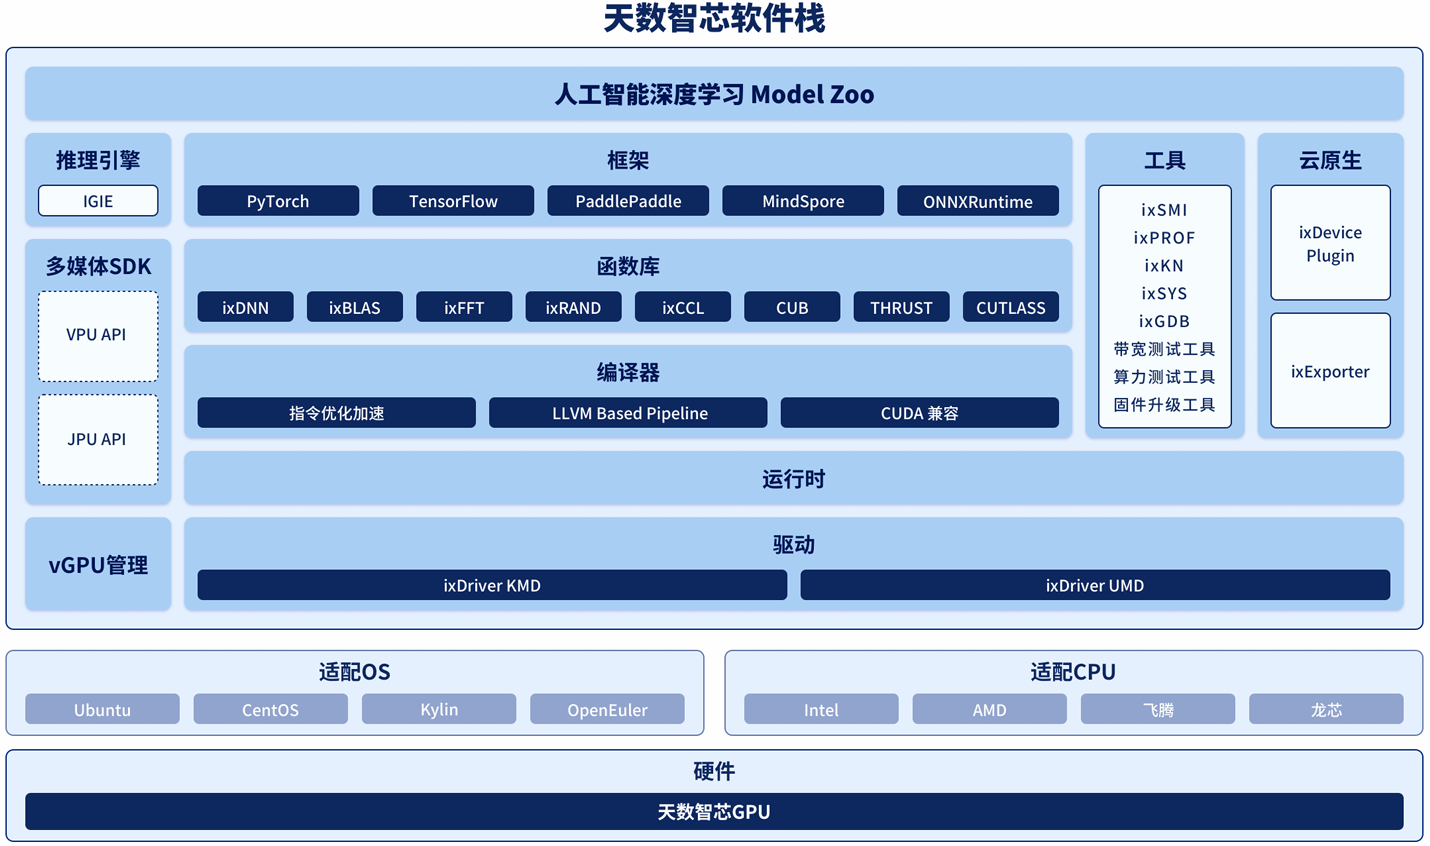 天数智芯软件栈
人工智能深度学习 Model Zoo
推理引擎
IGIE
框架
PyTorch
TensorFlow
PaddlePaddle
MindSpore
ONNXRuntime
工具
ixSMI
ixPROF
ixKN
ixSYS
ixGDB
带宽测试工具
算力测试工具
固件升级工具
云原生
ixDevice
Plugin
ixExporter
多媒体SDK
VPU API
JPU API
函数库
ixDNN
ixBLAS
ixFFT
ixRAND
ixCCL
CUB
THRUST
CUTLASS
编译器
指令优化加速
LLVM Based Pipeline
CUDA 兼容
运行时
vGPU管理
驱动
ixDriver KMD
ixDriver UMD
适配OS
Ubuntu
CentOS
Kylin
OpenEuler
适配CPU
Intel
AMD
飞腾
龙芯
硬件
天数智芯GPU